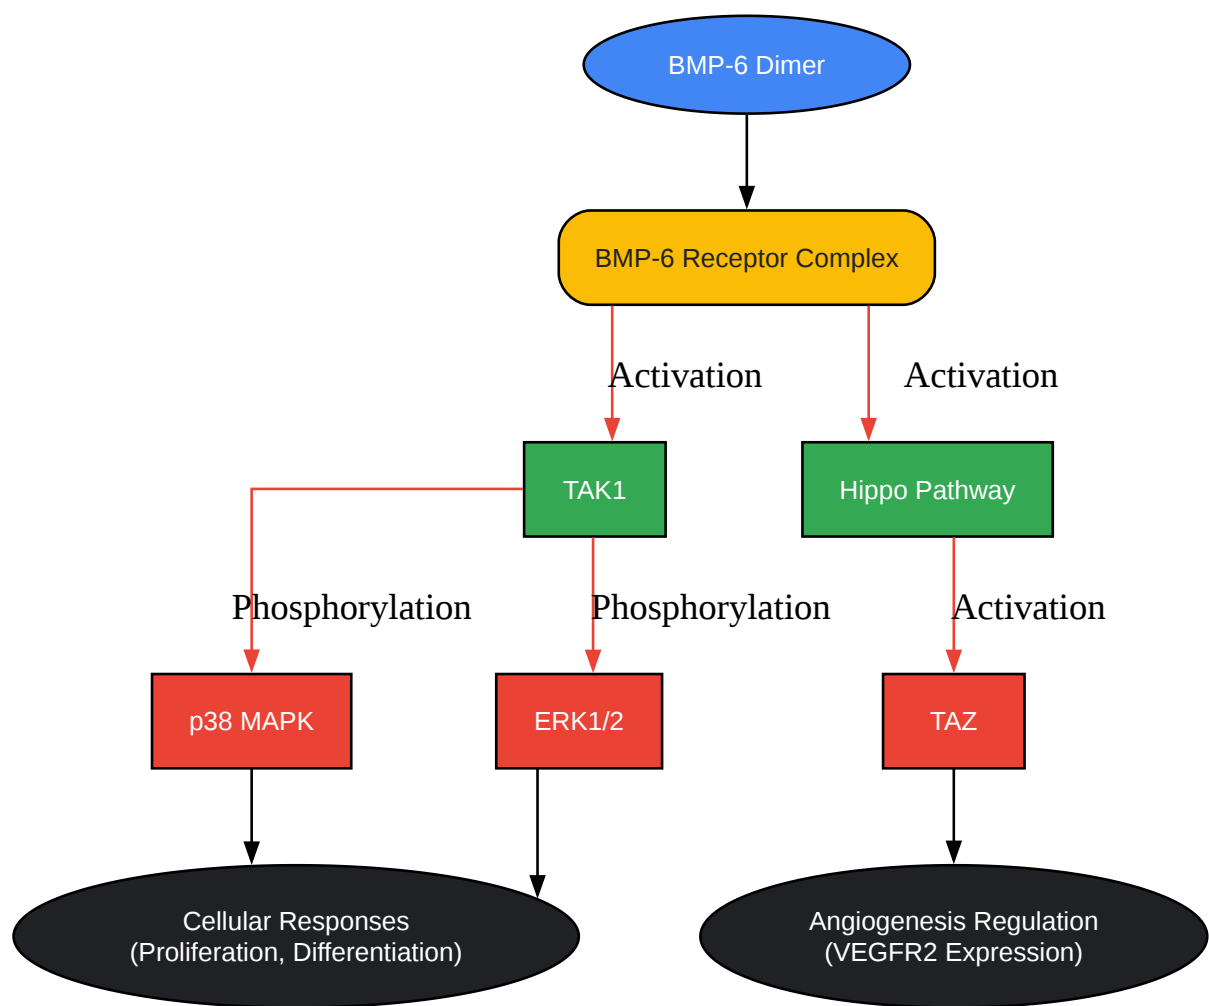 BMP-6 Dimer
BMP-6 Receptor Complex
Activation
Activation
TAK1
Hippo Pathway
Phosphorylation
Phosphorylation
Activation
p38 MAPK
ERK1/2
TAZ
Cellular Responses
(Proliferation, Differentiation)
Angiogenesis Regulation
(VEGFR2 Expression)